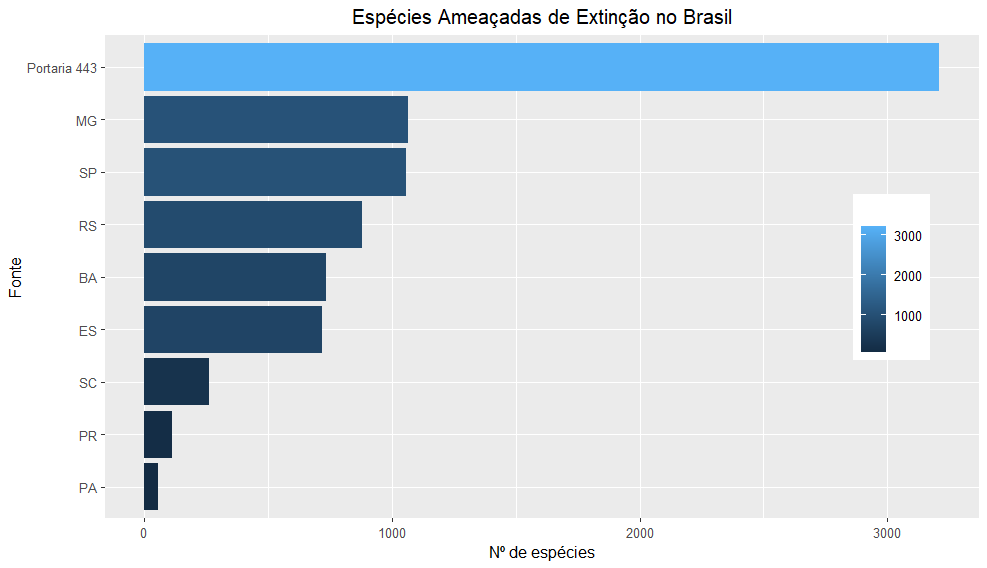 Espécies Ameaçadas de Extinção no Brasil
Fonte
Portaria 443
MG
SP
RS
BA
ES
SC
PR
PA
3000
2000
1000
0 1000 2000 3000
Nº de espécies